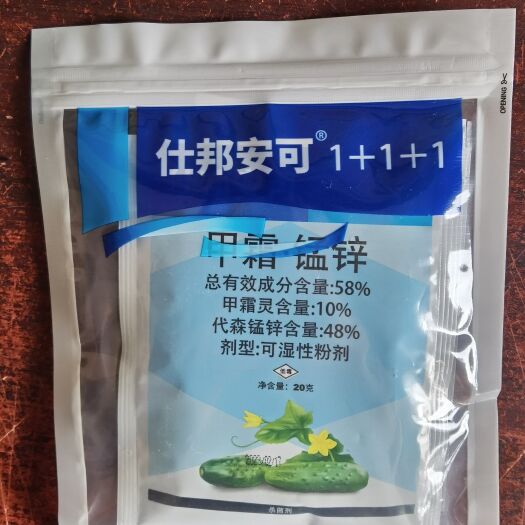 OPENING
仕邦安可® 1+1+1
甲霜 锰锌
总有效成分含量:58%
甲霜灵含量:10%
代森锰锌含量:48%
剂型:可湿性粉剂
低毒
净含量: 20克
杀菌剂